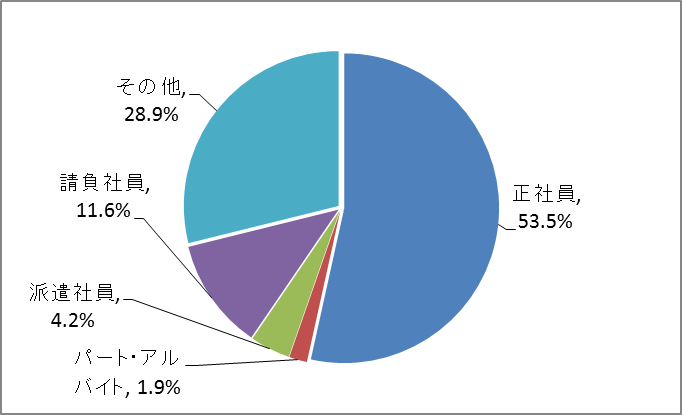 その他,
28.9%
請負社員,
11.6%
派遣社員,
4.2%
パート・アル
バイト, 1.9%
正社員,
53.5%